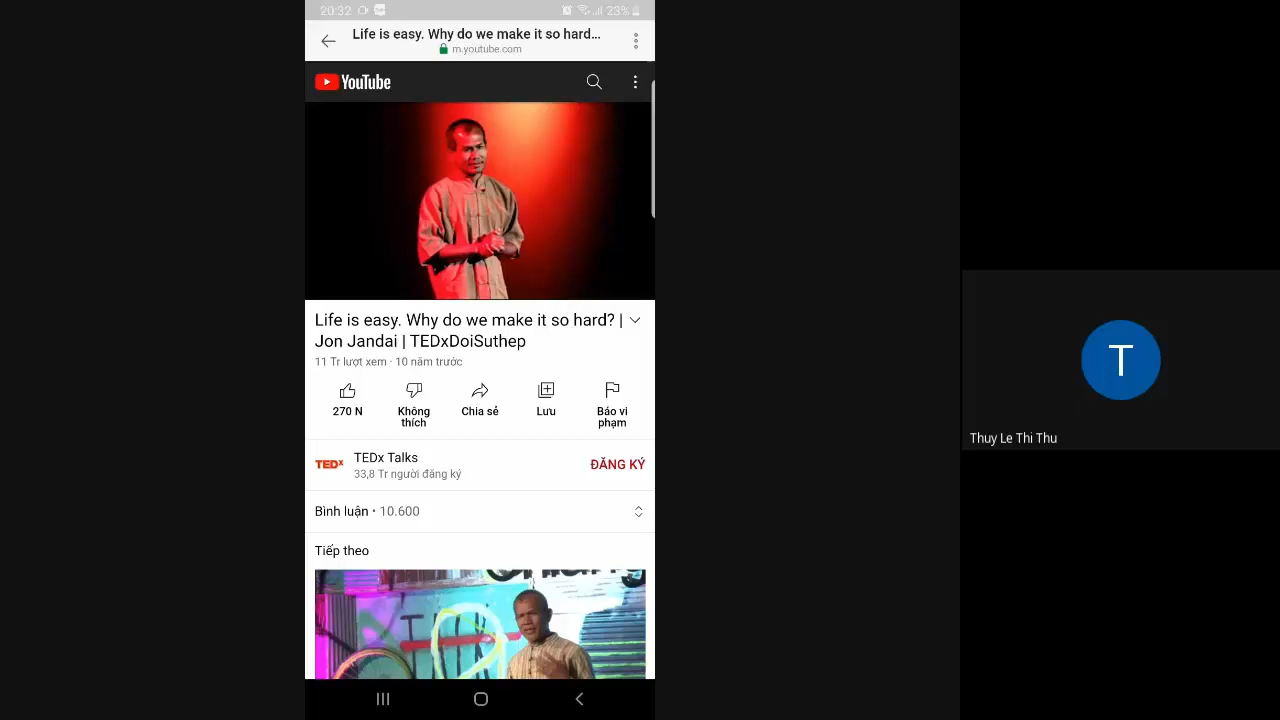 20:32
23%
Life is easy. Why do we make it so hard...
m.youtube.com
YouTube
Life is easy. Why do we make it so hard? |
Jon Jandai | TEDxDoiSuthep
11 Tr lượt xem · 10 năm trước
270 N
Không thích
Chia sẻ
Lưu
Báo vi phạm
TEDx
TEDx Talks
33,8 Tr người đăng ký
ĐĂNG KÝ
Bình luận • 10.600
Tiếp theo
T
Thuy Le Thi Thu